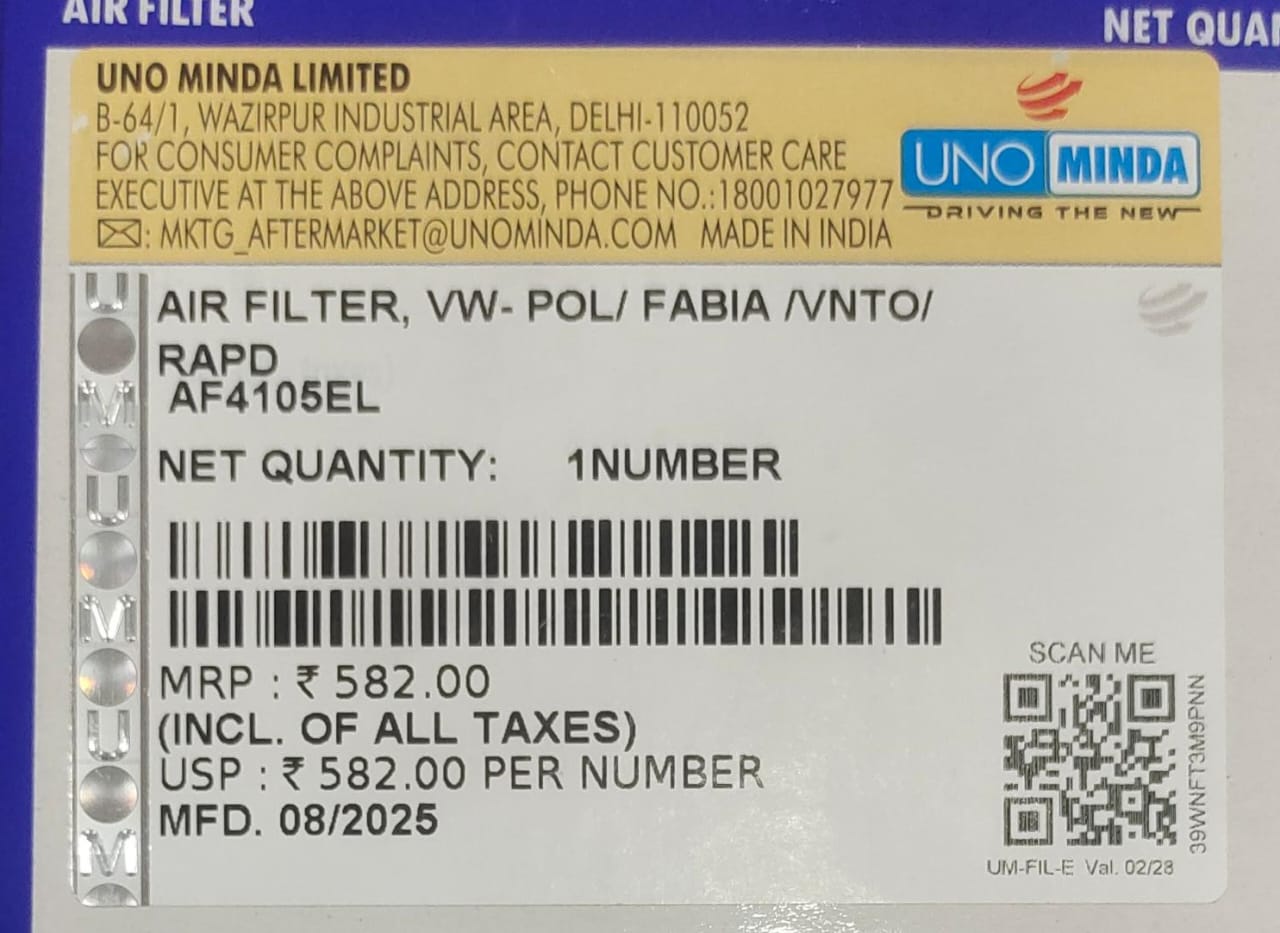 AIR FILTER
NET QUAN
UNO MINDA LIMITED
B-64/1, WAZIRPUR INDUSTRIAL AREA, DELHI-110052
FOR CONSUMER COMPLAINTS, CONTACT CUSTOMER CARE
EXECUTIVE AT THE ABOVE ADDRESS, PHONE NO.:18001027977
: MKTG_AFTERMARKET@UNOMINDA.COM MADE IN INDIA
UNO MINDA
DRIVING THE NEW
U
M
U
M
U
M
AIR FILTER, VW- POL/ FABIA /VNTO/
RAPD
AF4105EL
NET QUANTITY: 1NUMBER
MRP : ₹ 582.00
(INCL. OF ALL TAXES)
USP : ₹ 582.00 PER NUMBER
MFD. 08/2025
SCAN ME
39WNFT3M9PNN
UM-FIL-E Val. 02/28